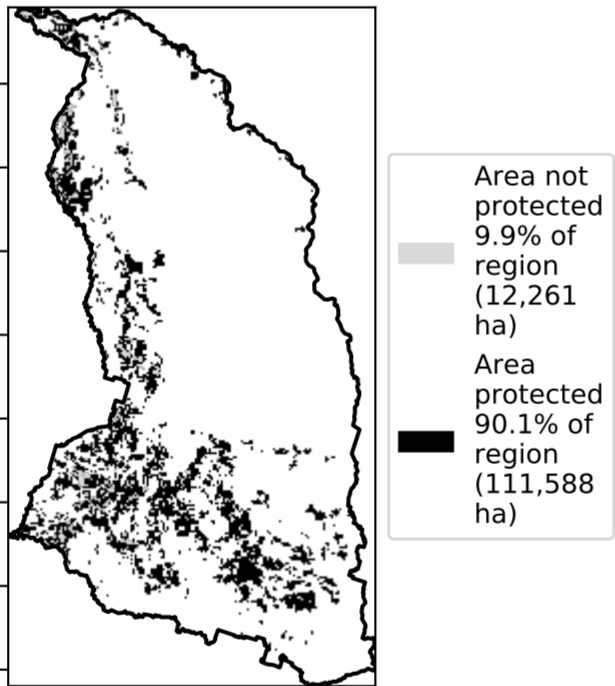 Area not
protected
9.9% of
region
(12,261
ha)
Area
protected
90.1% of
region
(111,588
ha)